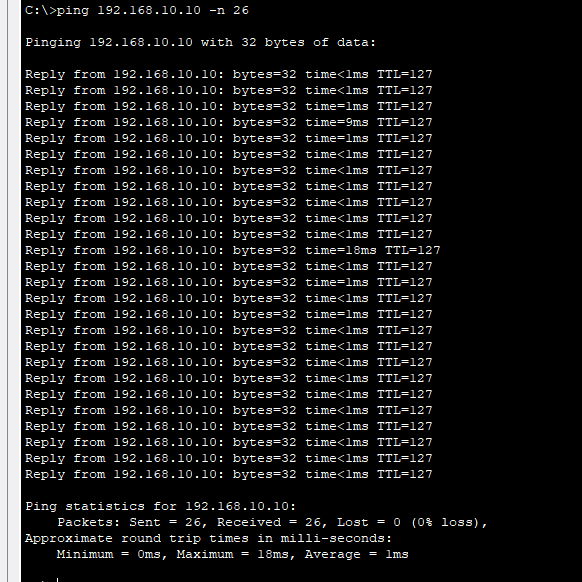 C:\>ping 192.168.10.10 -n 26
Pinging 192.168.10.10 with 32 bytes of data:
Reply from 192.168.10.10: bytes=32 time<1ms TTL=127
Reply from 192.168.10.10: bytes=32 time<1ms TTL=127
Reply from 192.168.10.10: bytes=32 time=1ms TTL=127
Reply from 192.168.10.10: bytes=32 time=9ms TTL=127
Reply from 192.168.10.10: bytes=32 time=1ms TTL=127
Reply from 192.168.10.10: bytes=32 time<1ms TTL=127
Reply from 192.168.10.10: bytes=32 time<1ms TTL=127
Reply from 192.168.10.10: bytes=32 time<1ms TTL=127
Reply from 192.168.10.10: bytes=32 time<1ms TTL=127
Reply from 192.168.10.10: bytes=32 time<1ms TTL=127
Reply from 192.168.10.10: bytes=32 time<1ms TTL=127
Reply from 192.168.10.10: bytes=32 time=18ms TTL=127
Reply from 192.168.10.10: bytes=32 time<1ms TTL=127
Reply from 192.168.10.10: bytes=32 time=1ms TTL=127
Reply from 192.168.10.10: bytes=32 time<1ms TTL=127
Reply from 192.168.10.10: bytes=32 time=1ms TTL=127
Reply from 192.168.10.10: bytes=32 time<1ms TTL=127
Reply from 192.168.10.10: bytes=32 time<1ms TTL=127
Reply from 192.168.10.10: bytes=32 time<1ms TTL=127
Reply from 192.168.10.10: bytes=32 time<1ms TTL=127
Reply from 192.168.10.10: bytes=32 time<1ms TTL=127
Reply from 192.168.10.10: bytes=32 time<1ms TTL=127
Reply from 192.168.10.10: bytes=32 time<1ms TTL=127
Reply from 192.168.10.10: bytes=32 time<1ms TTL=127
Reply from 192.168.10.10: bytes=32 time<1ms TTL=127
Reply from 192.168.10.10: bytes=32 time<1ms TTL=127
Ping statistics for 192.168.10.10:
Packets: Sent = 26, Received = 26, Lost = 0 (0% loss),
Approximate round trip times in milli-seconds:
Minimum = 0ms, Maximum = 18ms, Average = 1ms